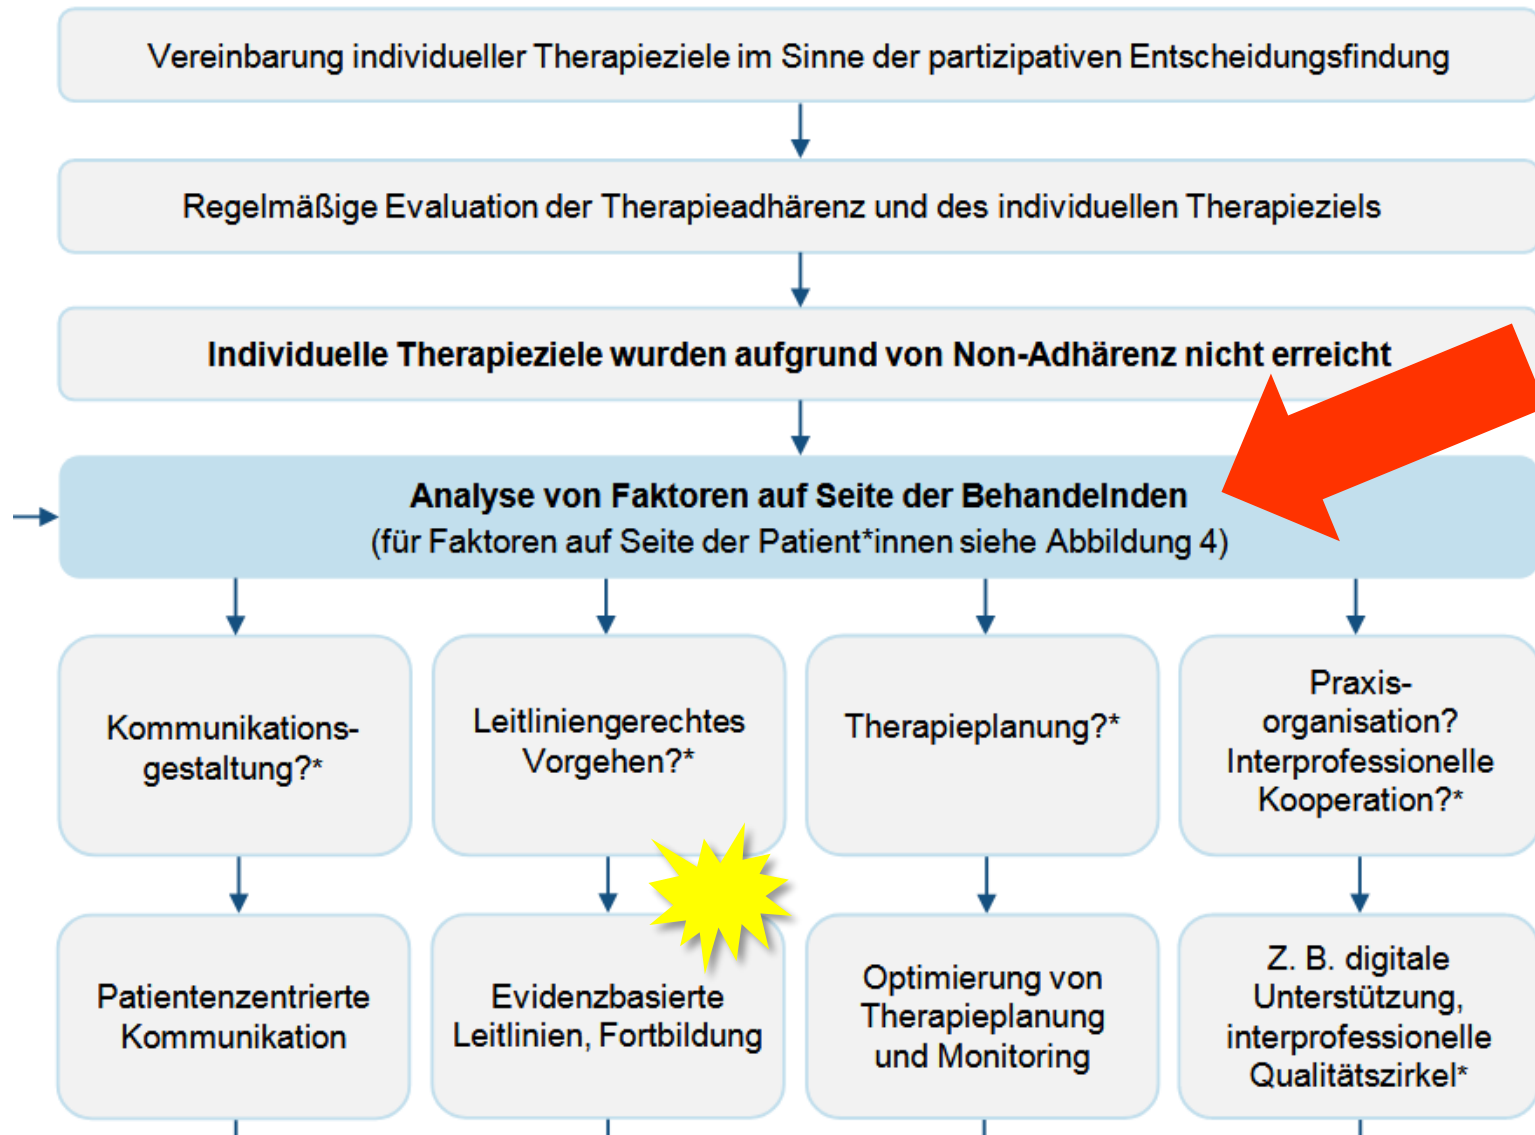 Vereinbarung individueller Therapieziele im Sinne der partizipativen Entscheidungsfindung
Regelmäßige Evaluation der Therapieadhärenz und des individuellen Therapieziels
Individuelle Therapieziele wurden aufgrund von Non-Adhärenz nicht erreicht
Analyse von Faktoren auf Seite der Behandelnden
(für Faktoren auf Seite der Patient*innen siehe Abbildung 4)
Kommunikations-
gestaltung?*
Leitliniengerechtes
Vorgehen?*
Therapieplanung?*
Praxis-
organisation?
Interprofessionelle
Kooperation?*
Patientenzentrierte
Kommunikation
Evidenzbasierte
Leitlinien, Fortbildung
Optimierung von
Therapieplanung
und Monitoring
Z. B. digitale
Unterstützung,
interprofessionelle
Qualitätszirkel*